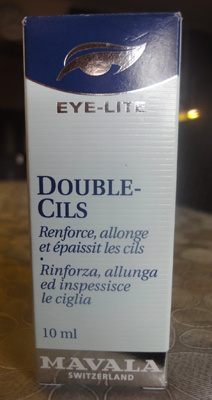 EYE-LITE
DOUBLE-
CILS
Renforce, allonge
et épaissit les cils
•
Rinforza, allunga
ed inspessisce
le ciglia
10 ml
MAVALA
SWITZERLAND